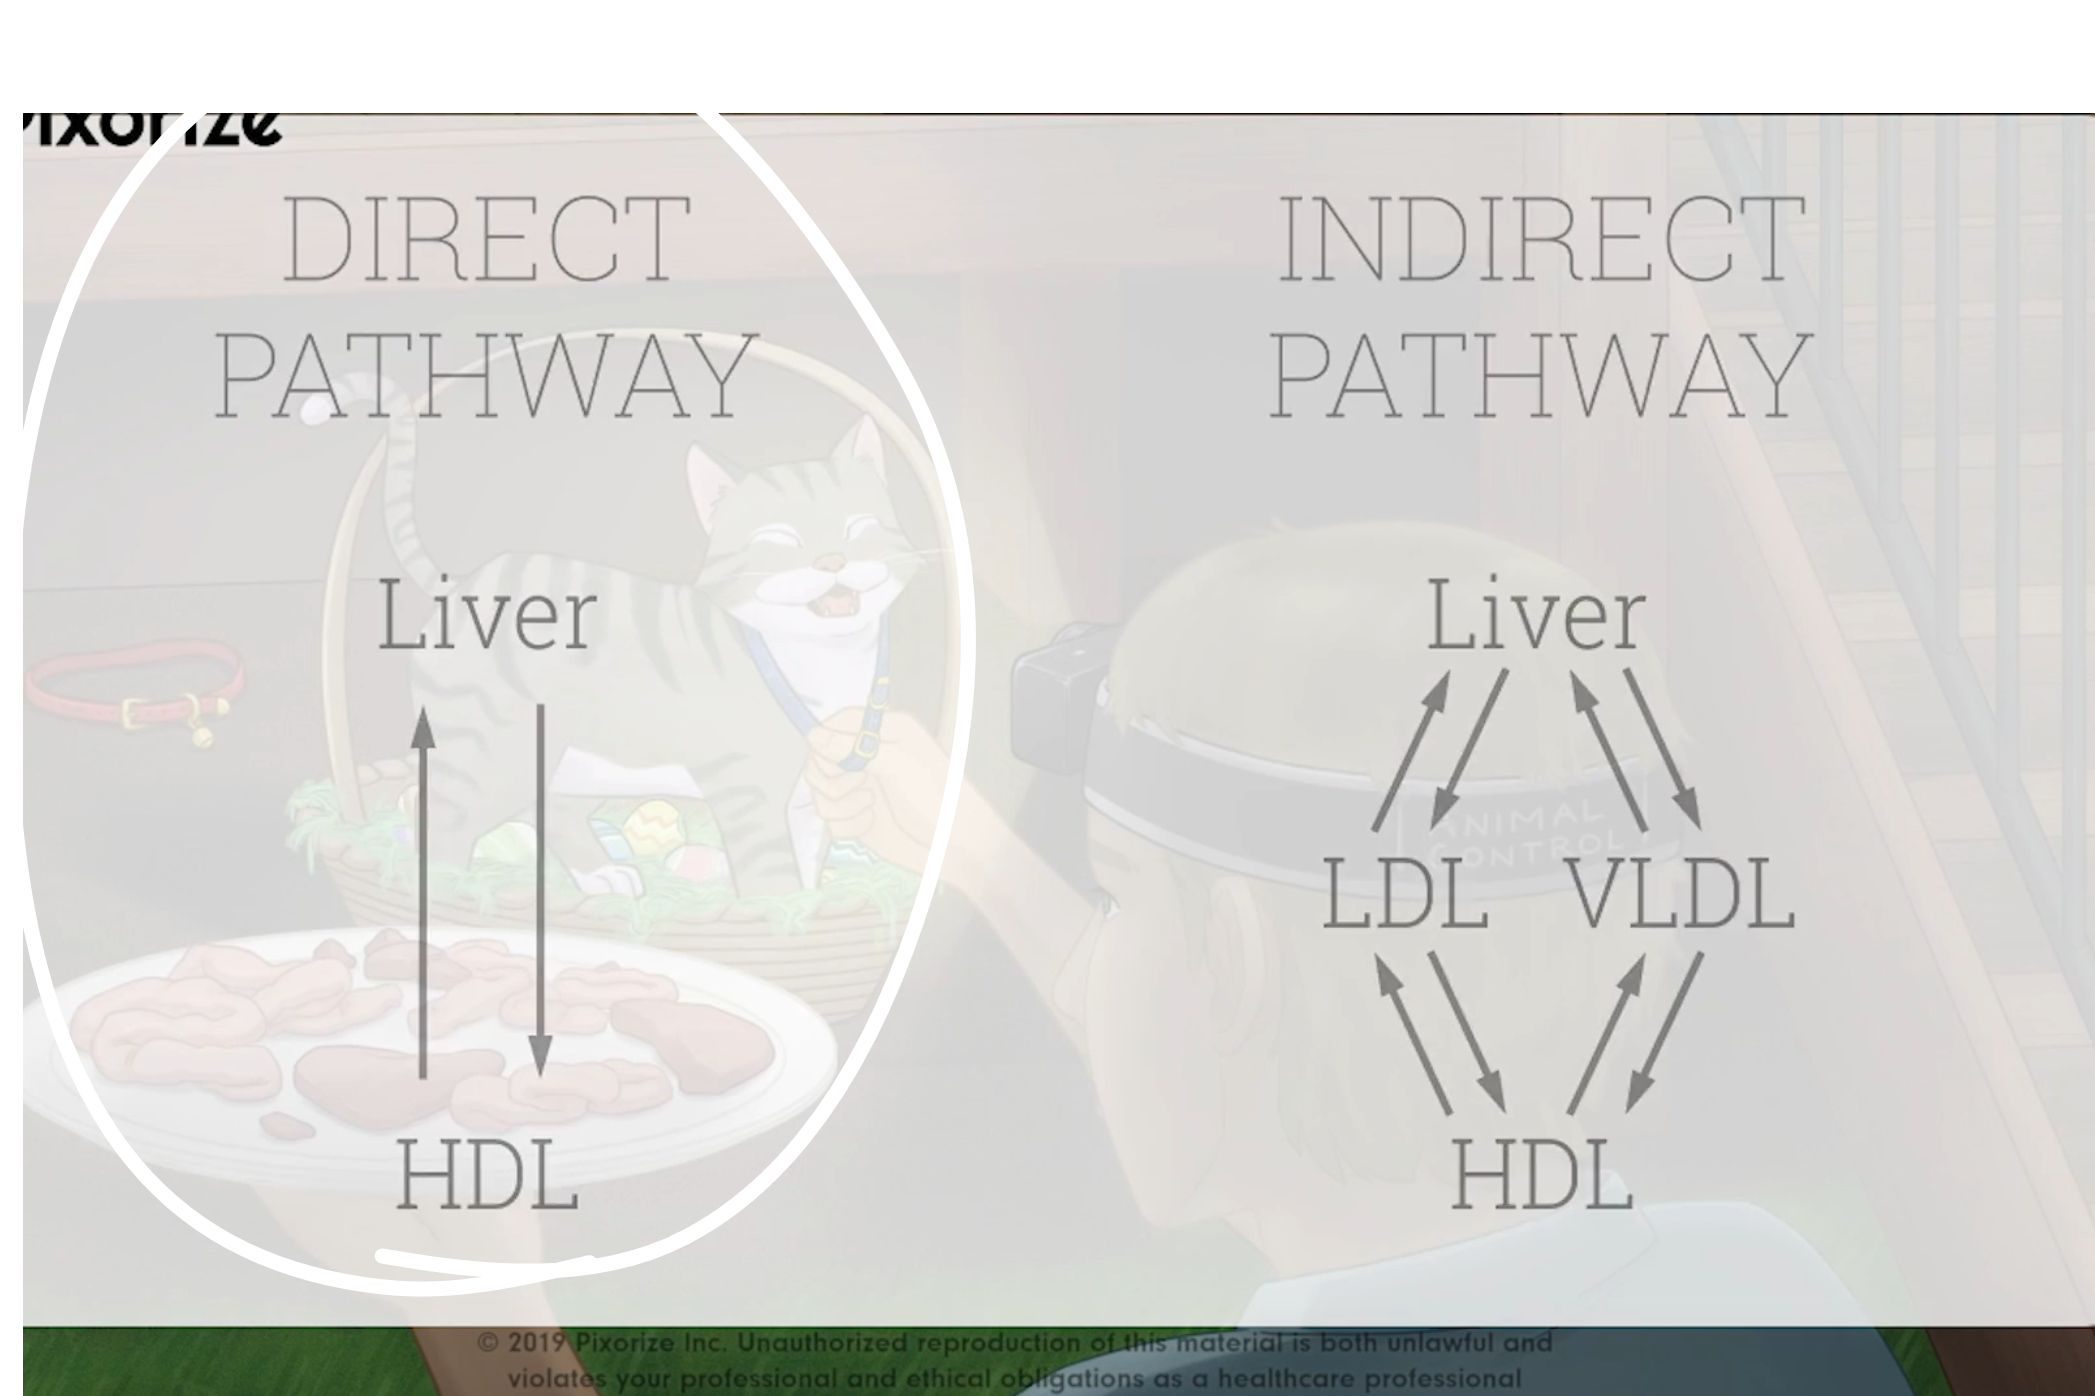 Pixorize
DIRECT
PATHWAY
Liver
HDL
INDIRECT
PATHWAY
Liver
LDL VLDL
HDL
ANIMAL
CONTROL
© 2019 Pixorize Inc. Unauthorized reproduction of this material is both unlawful and
violates your professional and ethical obligations as a healthcare professional